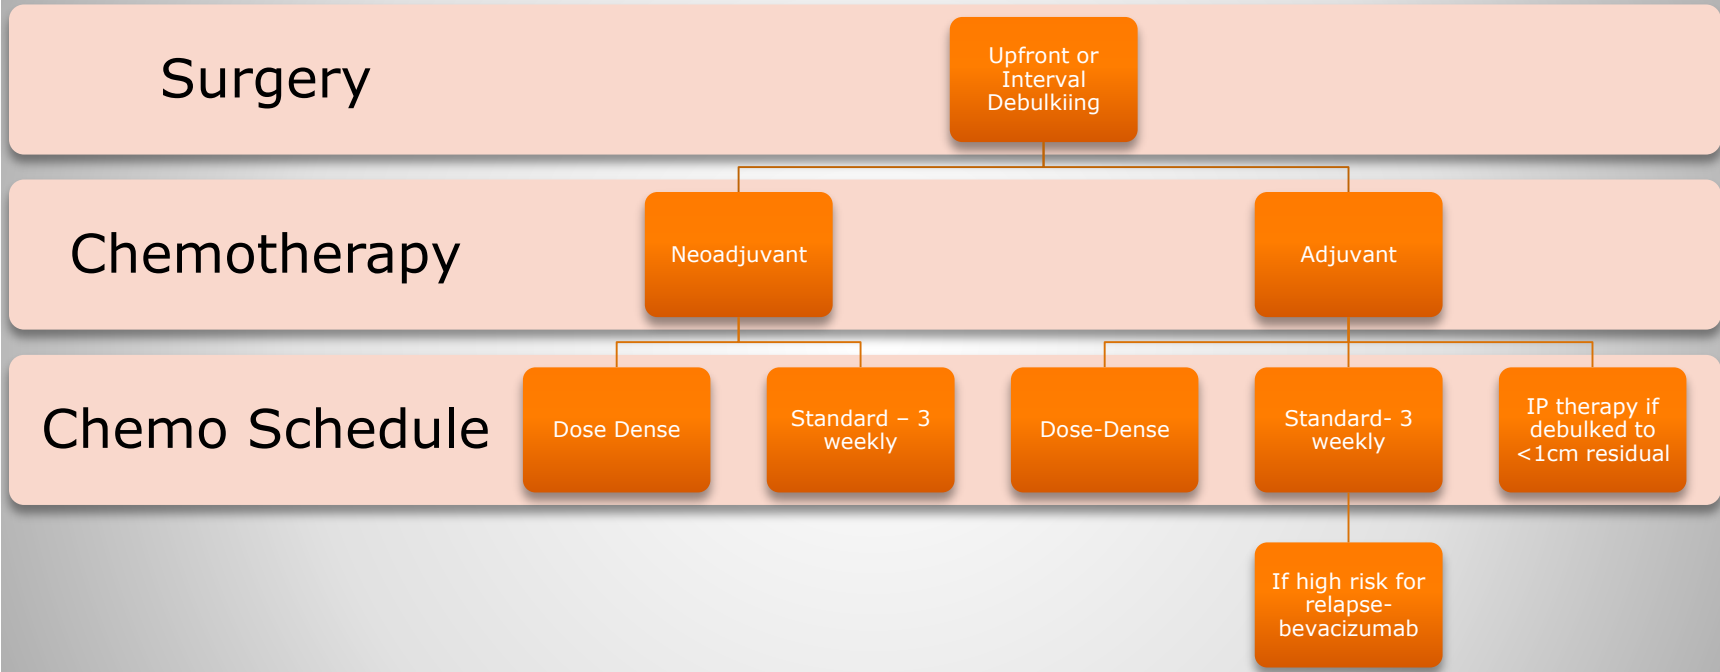 Surgery
Upfront or
Interval
Debulkiing
Chemotherapy
Neoadjuvant
Adjuvant
Chemo Schedule
Dose Dense
Standard – 3
weekly
Dose-Dense
Standard- 3
weekly
IP therapy if
debulked to
<1cm residual
If high risk for
relapse-
bevacizumab